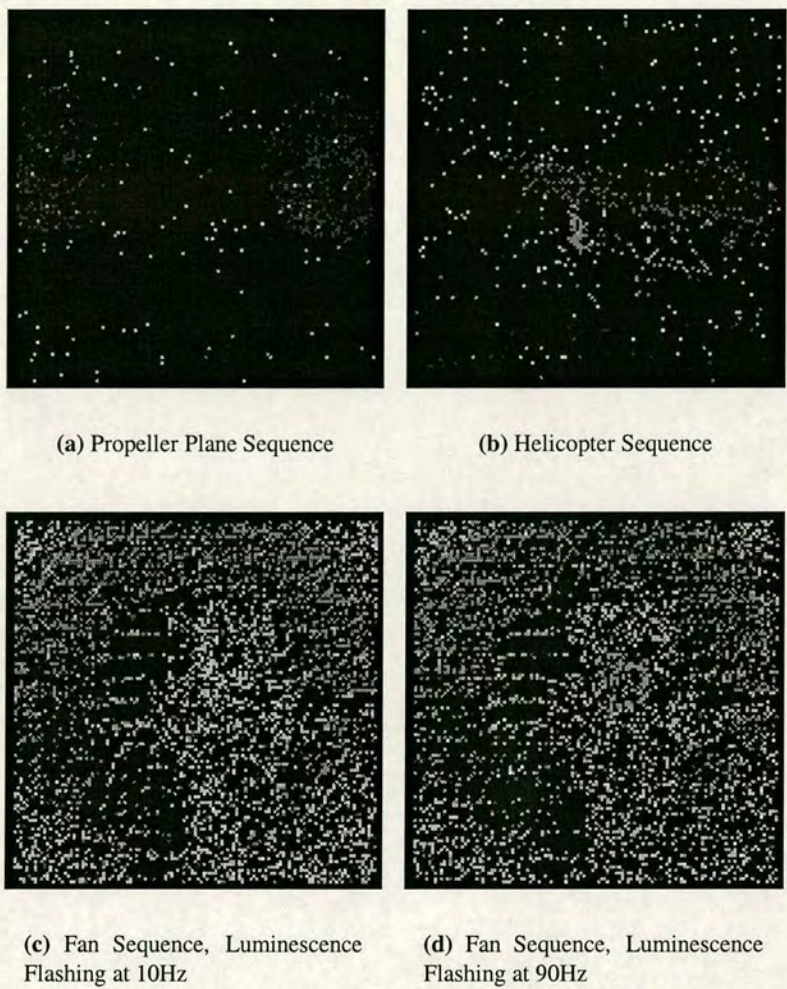 (a) Propeller Plane Sequence
(b) Helicopter Sequence
(c) Fan Sequence, Luminescence
Flashing at 10Hz
(d) Fan Sequence, Luminescence
Flashing at 90Hz